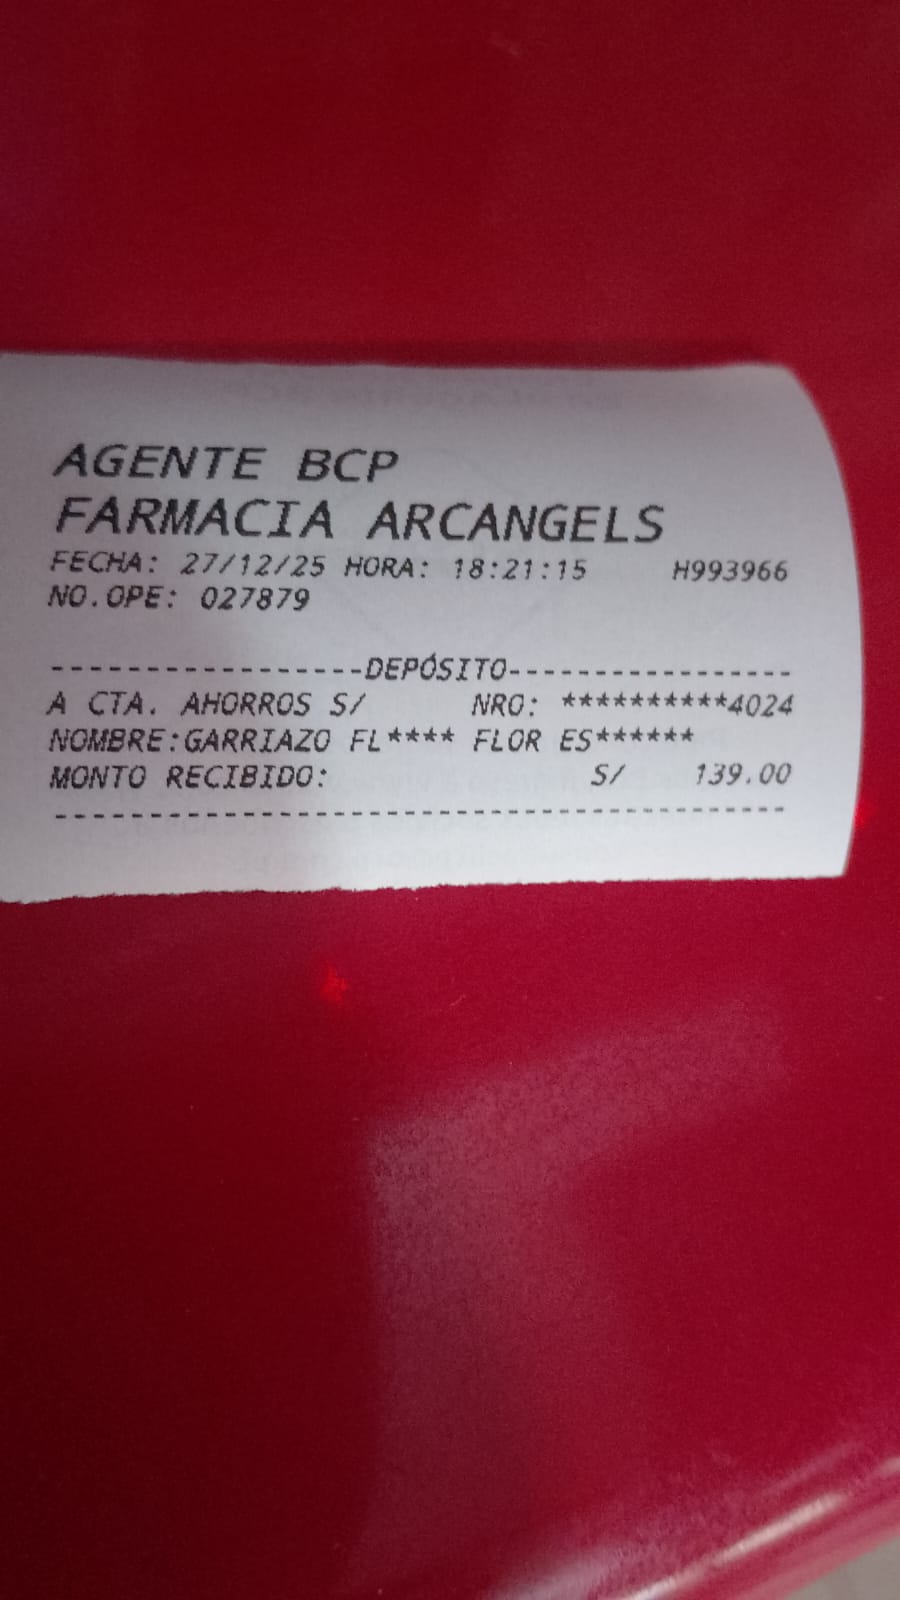 AGENTE BCP
FARMACIA ARCANGELS
FECHA: 27/12/25 HORA: 18:21:15 H993966
NO.OPE: 027879
------------------DEPÓSITO------------------
A CTA. AHORROS S/ NRO: **********4024
NOMBRE:GARRIAZO FL**** FLOR ES******
MONTO RECIBIDO: S/ 139.00
--------------------------------------